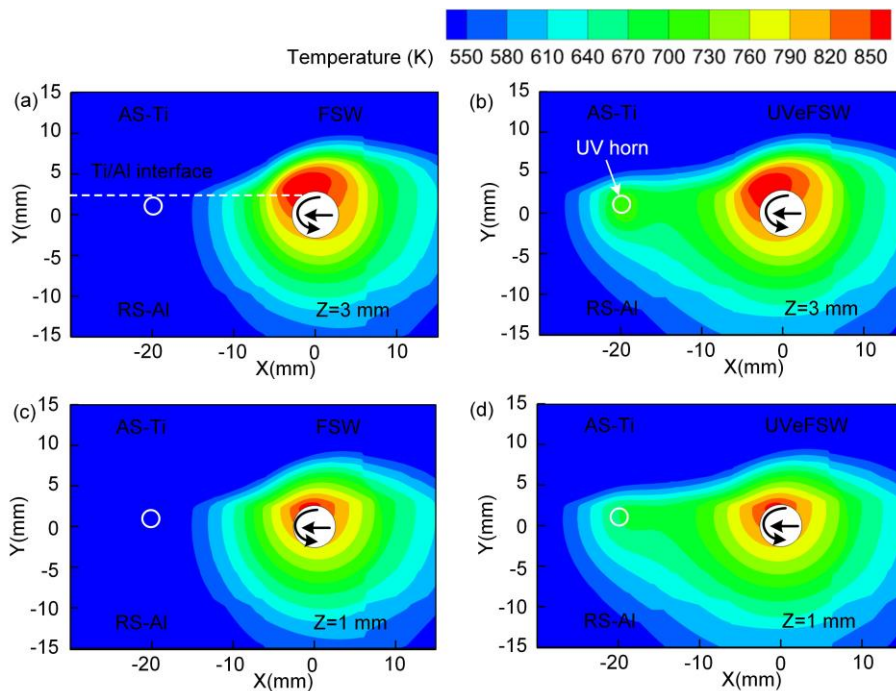 Temperature (K) 550 580 610 640 670 700 730 760 790 820 850
(a) AS-Ti FSW
Ti/Al interface
RS-Al Z=3 mm
15
10
5
0
-5
-10
-15
Y(mm)
-20 -10 0 10
X(mm)
(b) AS-Ti UVeFSW
UV horn
RS-Al Z=3 mm
15
10
5
0
-5
-10
-15
Y(mm)
-20 -10 0 10
X(mm)
(c) AS-Ti FSW
RS-Al Z=1 mm
15
10
5
0
-5
-10
-15
Y(mm)
-20 -10 0 10
X(mm)
(d) AS-Ti UVeFSW
RS-Al Z=1 mm
15
10
5
0
-5
-10
-15
Y(mm)
-20 -10 0 10
X(mm)